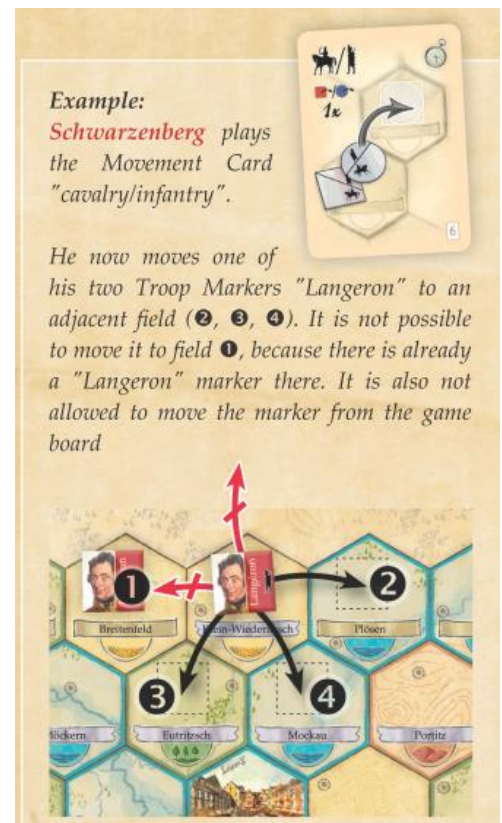 Example:
Schwarzenberg plays
the Movement Card
"cavalry/infantry".
1x
6
He now moves one of
his two Troop Markers "Langeron" to an
adjacent field (❷, ❸, ❹). It is not possible
to move it to field ❶, because there is already
a "Langeron" marker there. It is also not
allowed to move the marker from the game
board
❶
Langeron
❷
Breitenfeld
Plösen
❸
❹
Eutritzsch
Mockau
Portitz
Leipzig